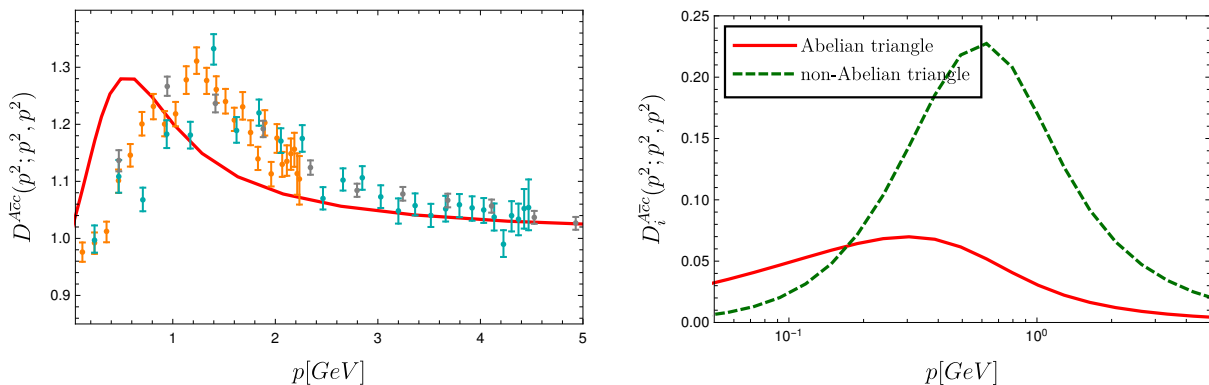 D^{A\bar{c}c}(p^2; p^2, p^2)
1.3
1.2
1.1
1.0
0.9
0 1 2 3 4 5
p[GeV]
D_i^{A\bar{c}c}(p^2; p^2, p^2)
0.25
0.20
0.15
0.10
0.05
0.00
Abelian triangle
non-Abelian triangle
10^{-1} 10^0
p[GeV]